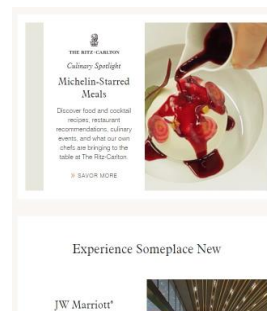 THE RITZ-CARLTON
Culinary Spotlight
Michelin-Starred
Meals
Discover food and cocktail
recipes, restaurant
recommendations, culinary
events, and what our own
chefs are bringing to the
table at The Ritz-Carlton.
> SAVOR MORE
Experience Someplace New
JW Marriott®